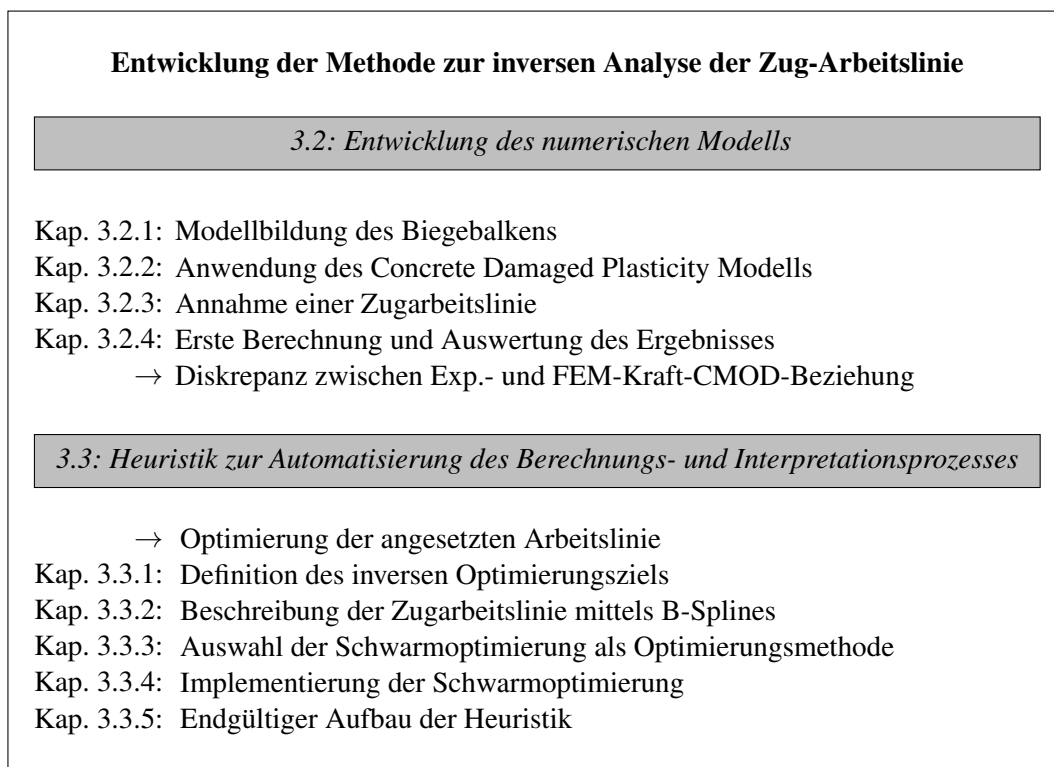 Entwicklung der Methode zur inversen Analyse der Zug-Arbeitslinie
3.2: Entwicklung des numerischen Modells
Kap. 3.2.1: Modellbildung des Biegebalkens
Kap. 3.2.2: Anwendung des Concrete Damaged Plasticity Modells
Kap. 3.2.3: Annahme einer Zugarbeitslinie
Kap. 3.2.4: Erste Berechnung und Auswertung des Ergebnisses
→ Diskrepanz zwischen Exp.- und FEM-Kraft-CMOD-Beziehung
3.3: Heuristik zur Automatisierung des Berechnungs- und Interpretationsprozesses
→ Optimierung der angesetzten Arbeitslinie
Kap. 3.3.1: Definition des inversen Optimierungsziels
Kap. 3.3.2: Beschreibung der Zugarbeitslinie mittels B-Splines
Kap. 3.3.3: Auswahl der Schwarmoptimierung als Optimierungsmethode
Kap. 3.3.4: Implementierung der Schwarmoptimierung
Kap. 3.3.5: Endgültiger Aufbau der Heuristik